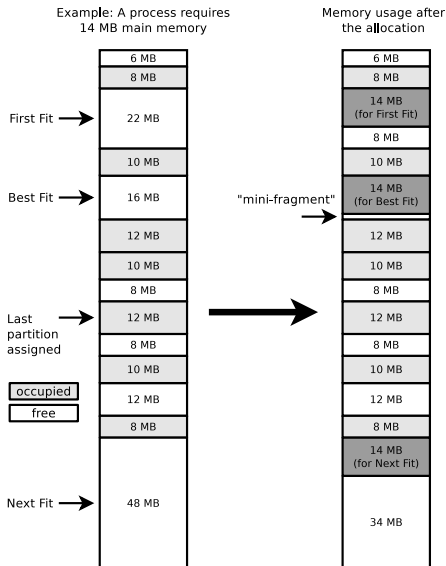 Example: A process requires
14 MB main memory
Memory usage after
the allocation
6 MB
8 MB
First Fit
22 MB
10 MB
Best Fit
16 MB
12 MB
10 MB
8 MB
Last
partition
assigned
12 MB
8 MB
10 MB
occupied
free
12 MB
8 MB
Next Fit
48 MB
6 MB
8 MB
14 MB
(for First Fit)
8 MB
10 MB
14 MB
(for Best Fit)
"mini-fragment"
12 MB
10 MB
8 MB
12 MB
8 MB
10 MB
12 MB
8 MB
14 MB
(for Next Fit)
34 MB